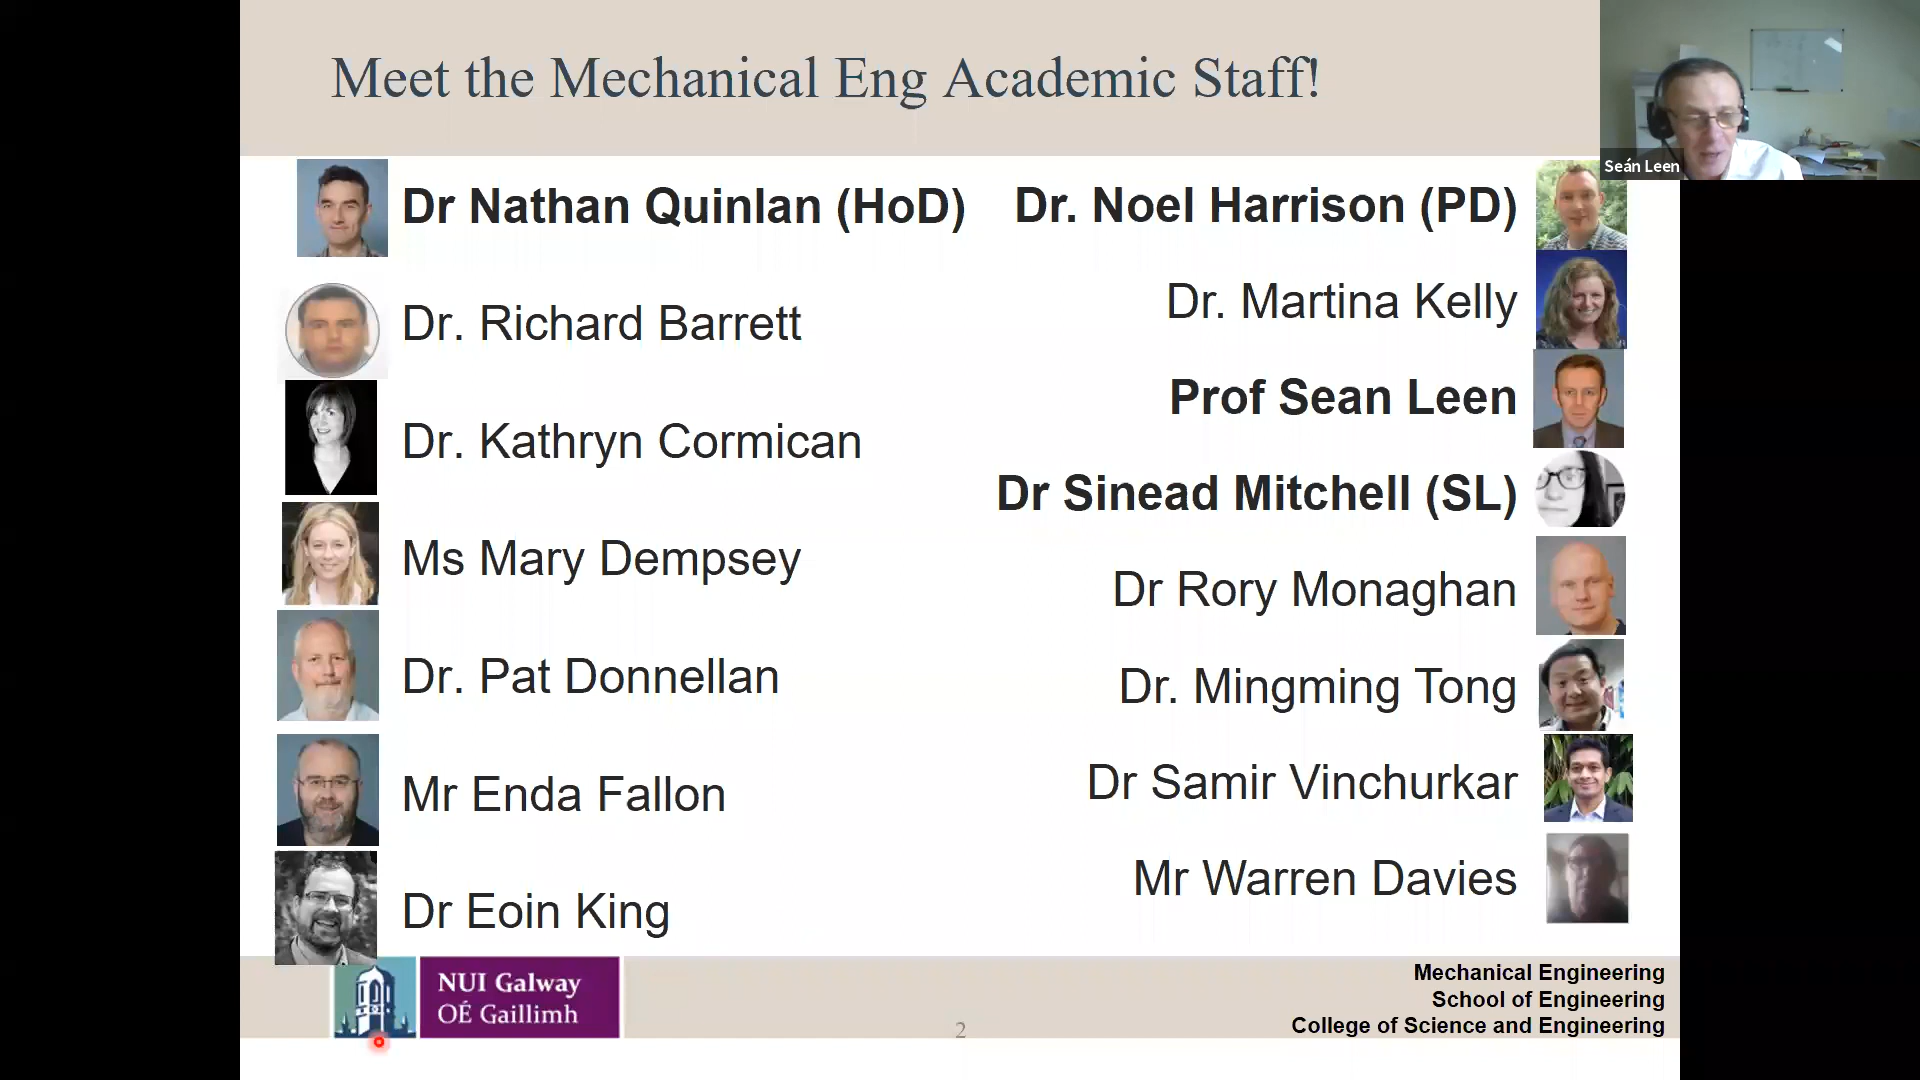 Meet the Mechanical Eng Academic Staff!
Seán Leen
Dr Nathan Quinlan (HoD)
Dr. Richard Barrett
Dr. Kathryn Cormican
Ms Mary Dempsey
Dr. Pat Donnellan
Mr Enda Fallon
Dr Eoin King
Dr. Noel Harrison (PD)
Dr. Martina Kelly
Prof Sean Leen
Dr Sinead Mitchell (SL)
Dr Rory Monaghan
Dr. Mingming Tong
Dr Samir Vinchurkar
Mr Warren Davies
NUI Galway
OÉ Gaillimh
2
Mechanical Engineering
School of Engineering
College of Science and Engineering